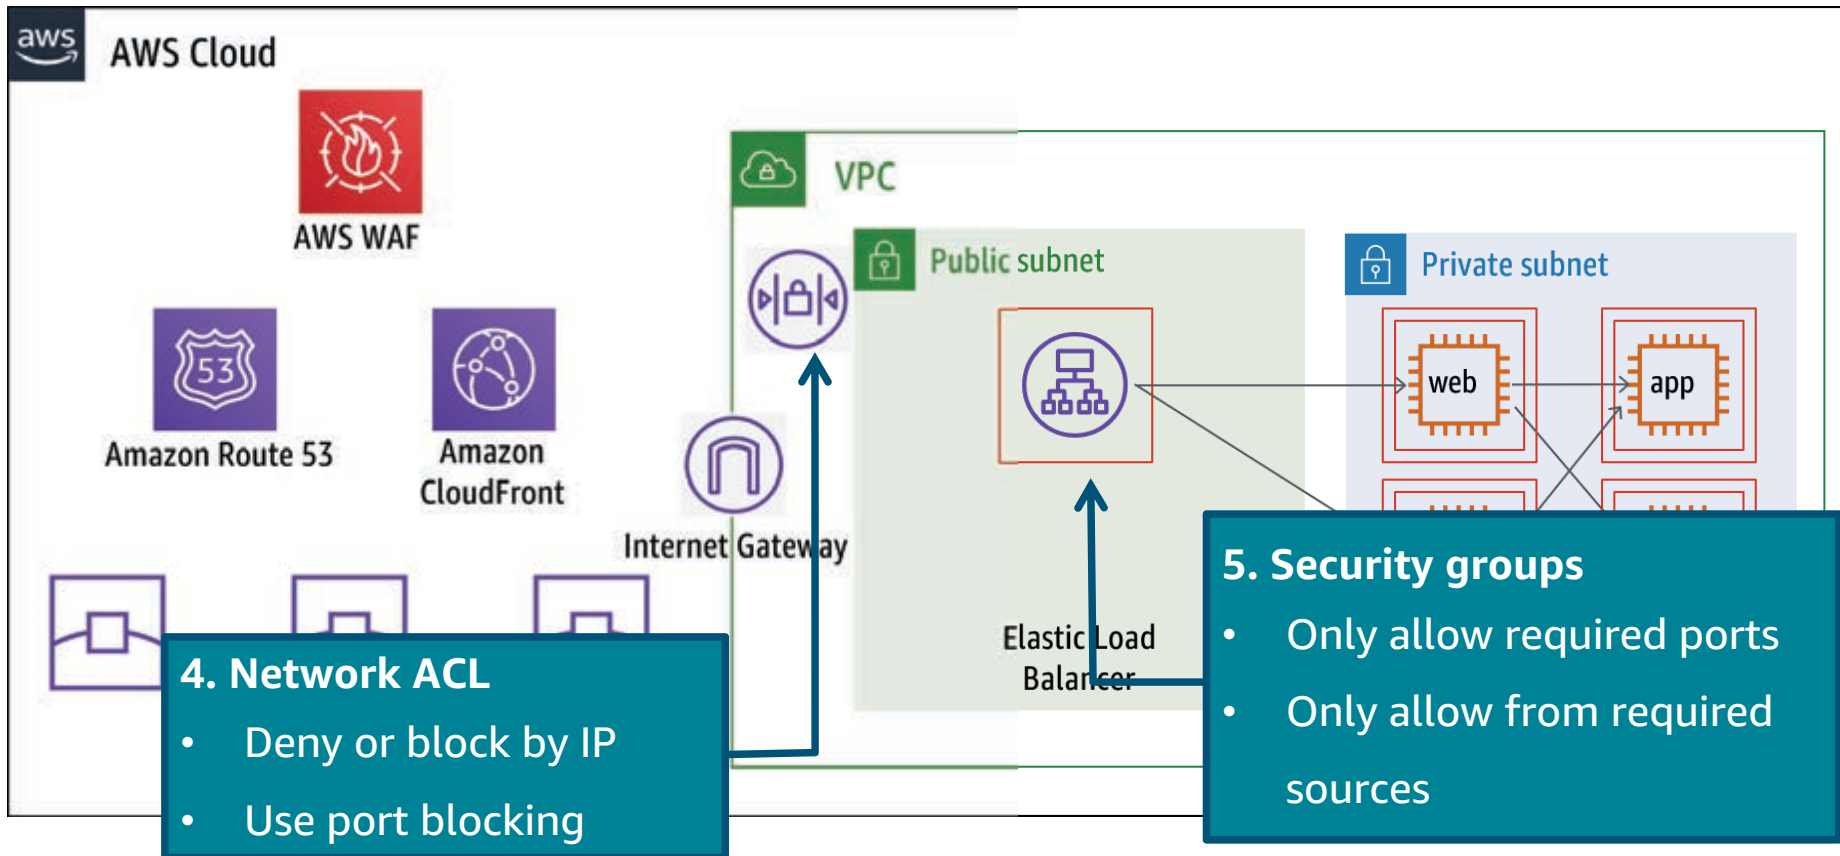 aws
AWS Cloud
AWS WAF
VPC
Public subnet
Private subnet
53
web
app
Amazon Route 53
Amazon
CloudFront
Internet Gateway
Elastic Load
Balancer
4. Network ACL
• Deny or block by IP
• Use port blocking
5. Security groups
• Only allow required ports
• Only allow from required
sources